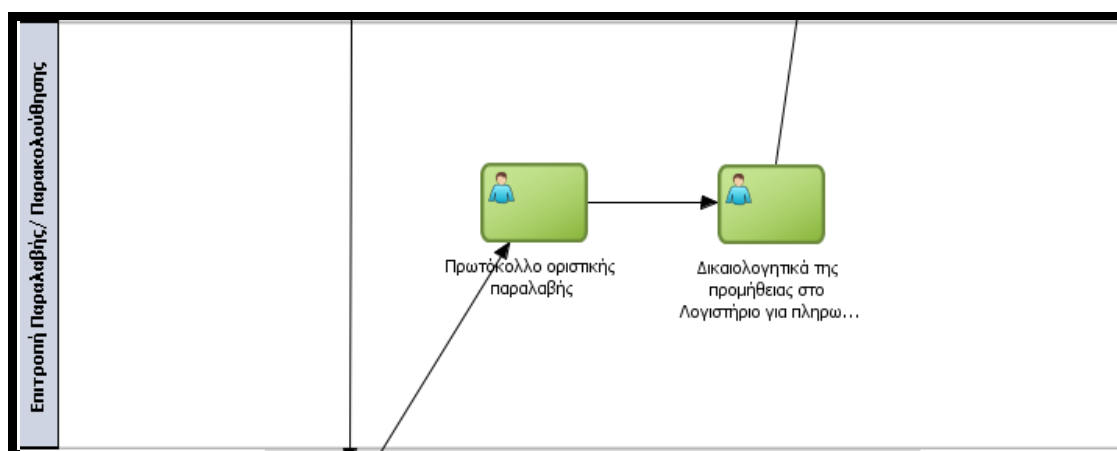 Επιτροπή Παραλαβής/ Παρακολούθησης
Πρωτόκολλο οριστικής
παραλαβής
Δικαιολογητικά της
προμήθειας στο
Λογιστήριο για πληρω...